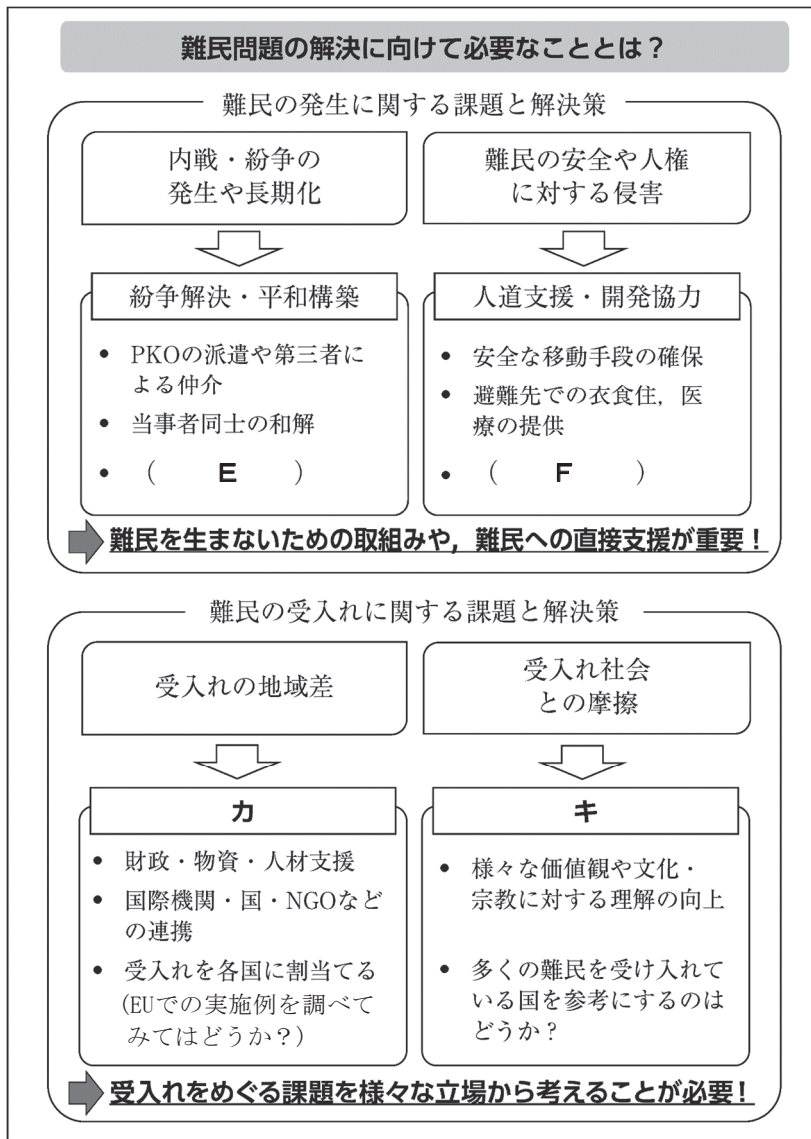 難民問題の解決に向けて必要なこととは？
難民の発生に関する課題と解決策
内戦・紛争の
発生や長期化
難民の安全や人権
に対する侵害
紛争解決・平和構築
• PKOの派遣や第三者に
よる仲介
• 当事者同士の和解
• （　E　）
人道支援・開発協力
• 安全な移動手段の確保
• 避難先での衣食住，医
療の提供
• （　F　）
難民を生まないための取組みや，難民への直接支援が重要！
難民の受入れに関する課題と解決策
受入れの地域差
受入れ社会
との摩擦
カ
• 財政・物資・人材支援
• 国際機関・国・NGOなど
の連携
• 受入れを各国に割当てる
(EUでの実施例を調べて
みてはどうか？)
キ
• 様々な価値観や文化・
宗教に対する理解の向上
• 多くの難民を受け入れて
いる国を参考にするのは
どうか？
受入れをめぐる課題を様々な立場から考えることが必要！